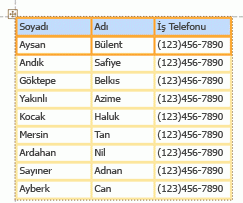 Soyadı Adı İş Telefonu
Aysan Bülent (123)456-7890
Andık Safiye (123)456-7890
Göktepe Belkıs (123)456-7890
Yakınlı Azime (123)456-7890
Kocak Haluk (123)456-7890
Mersin Tan (123)456-7890
Ardahan Nil (123)456-7890
Sayıner Adnan (123)456-7890
Ayberk Can (123)456-7890